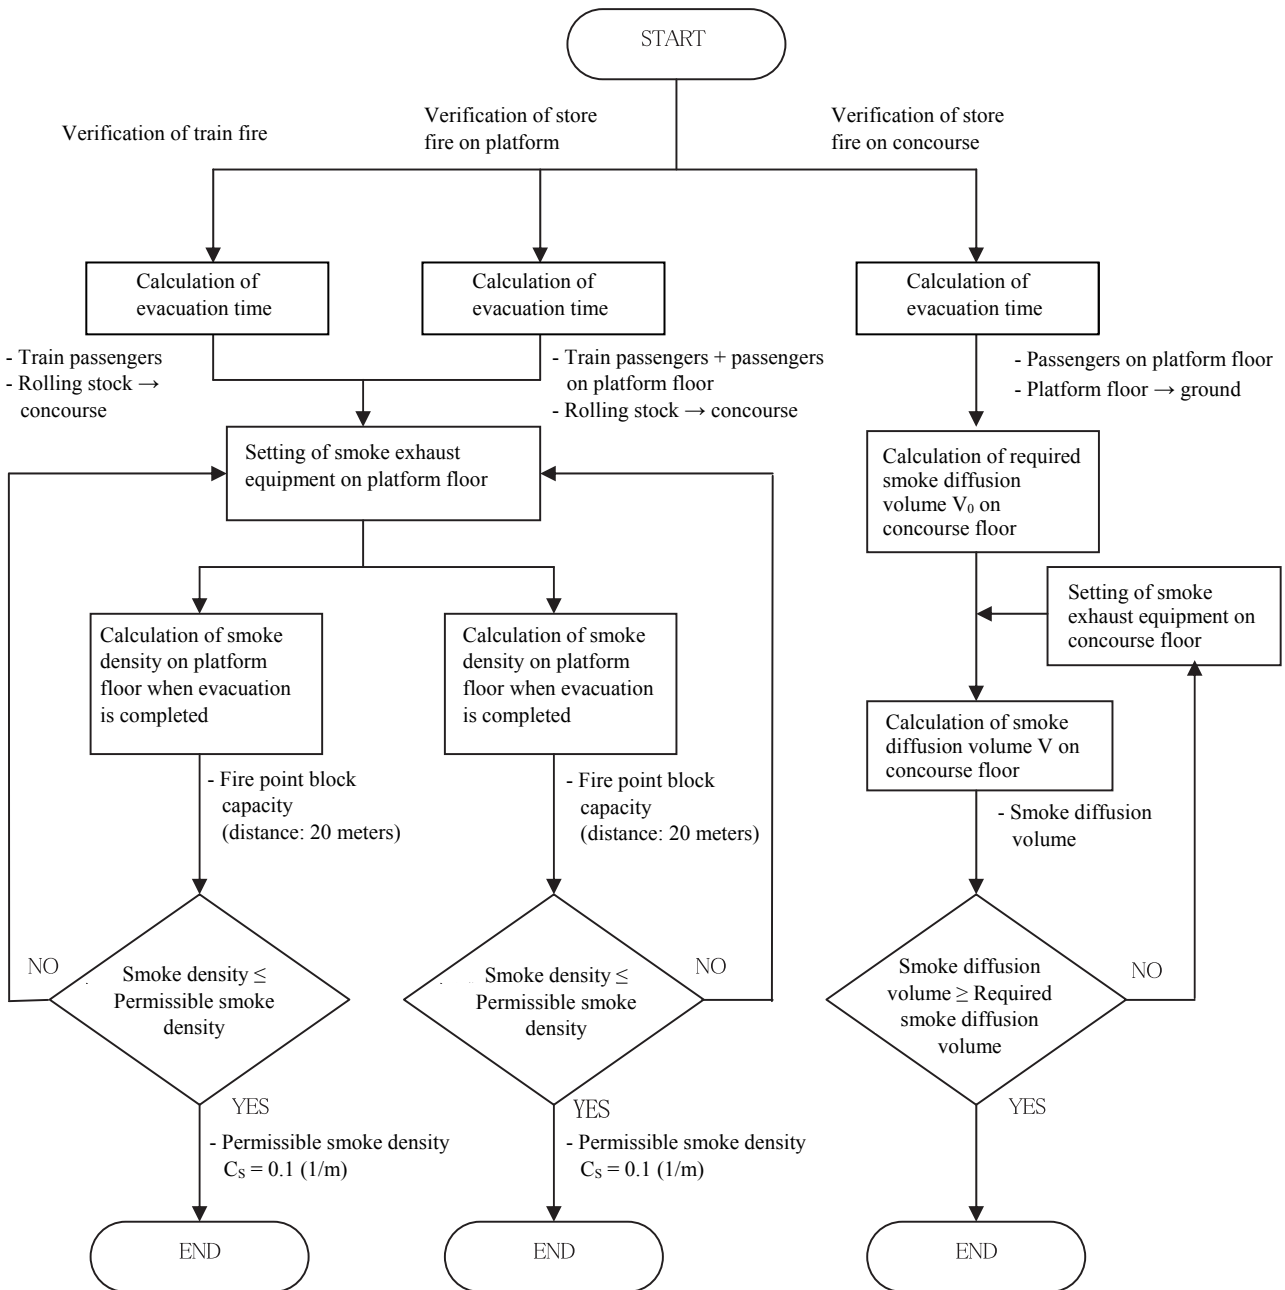 START
Verification of train fire
Verification of store
fire on platform
Verification of store
fire on concourse
Calculation of
evacuation time
Calculation of
evacuation time
Calculation of
evacuation time
- Train passengers
- Rolling stock →
concourse
- Train passengers + passengers
on platform floor
- Rolling stock → concourse
- Passengers on platform floor
- Platform floor → ground
Setting of smoke exhaust
equipment on platform floor
Calculation of required
smoke diffusion
volume V₀ on
concourse floor
Setting of smoke
exhaust equipment on
concourse floor
Calculation of smoke
density on platform
floor when evacuation
is completed
Calculation of smoke
density on platform
floor when evacuation
is completed
Calculation of smoke
diffusion volume V on
concourse floor
- Fire point block
capacity
(distance: 20 meters)
- Fire point block
capacity
(distance: 20 meters)
- Smoke diffusion
volume
NO
Smoke density ≤
Permissible smoke
density
Smoke density ≤
Permissible smoke
density
NO
Smoke diffusion
volume ≥ Required
smoke diffusion
volume
NO
YES
YES
YES
- Permissible smoke density
Cs = 0.1 (1/m)
- Permissible smoke density
Cs = 0.1 (1/m)
END
END
END